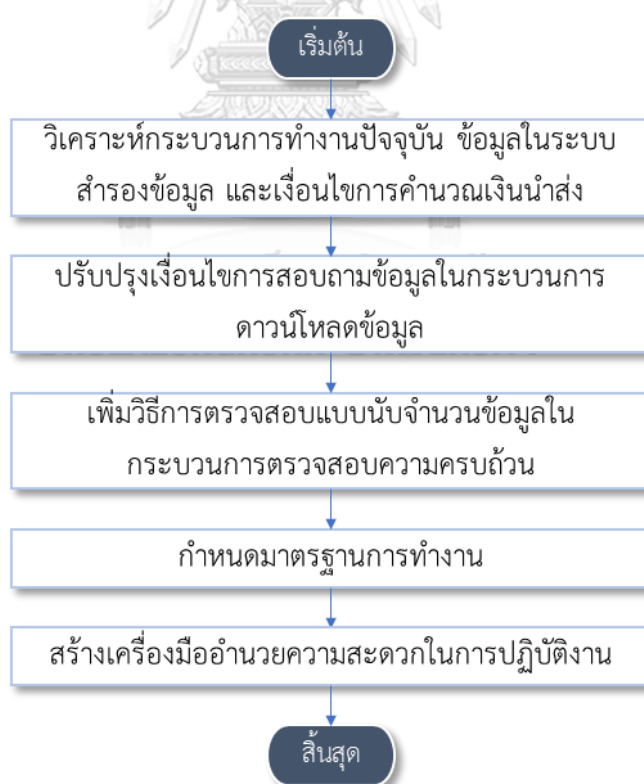 เริ่มต้น
วิเคราะห์กระบวนการทำงานปัจจุบัน ข้อมูลในระบบ
สำรองข้อมูล และเงื่อนไขการคำนวณเงินนำส่ง
ปรับปรุงเงื่อนไขการสอบถามข้อมูลในกระบวนการ
ดาวน์โหลดข้อมูล
เพิ่มวิธีการตรวจสอบแบบนับจำนวนข้อมูลใน
กระบวนการตรวจสอบความครบถ้วน
กำหนดมาตรฐานการทำงาน
สร้างเครื่องมืออำนวยความสะดวกในการปฏิบัติงาน
สิ้นสุด